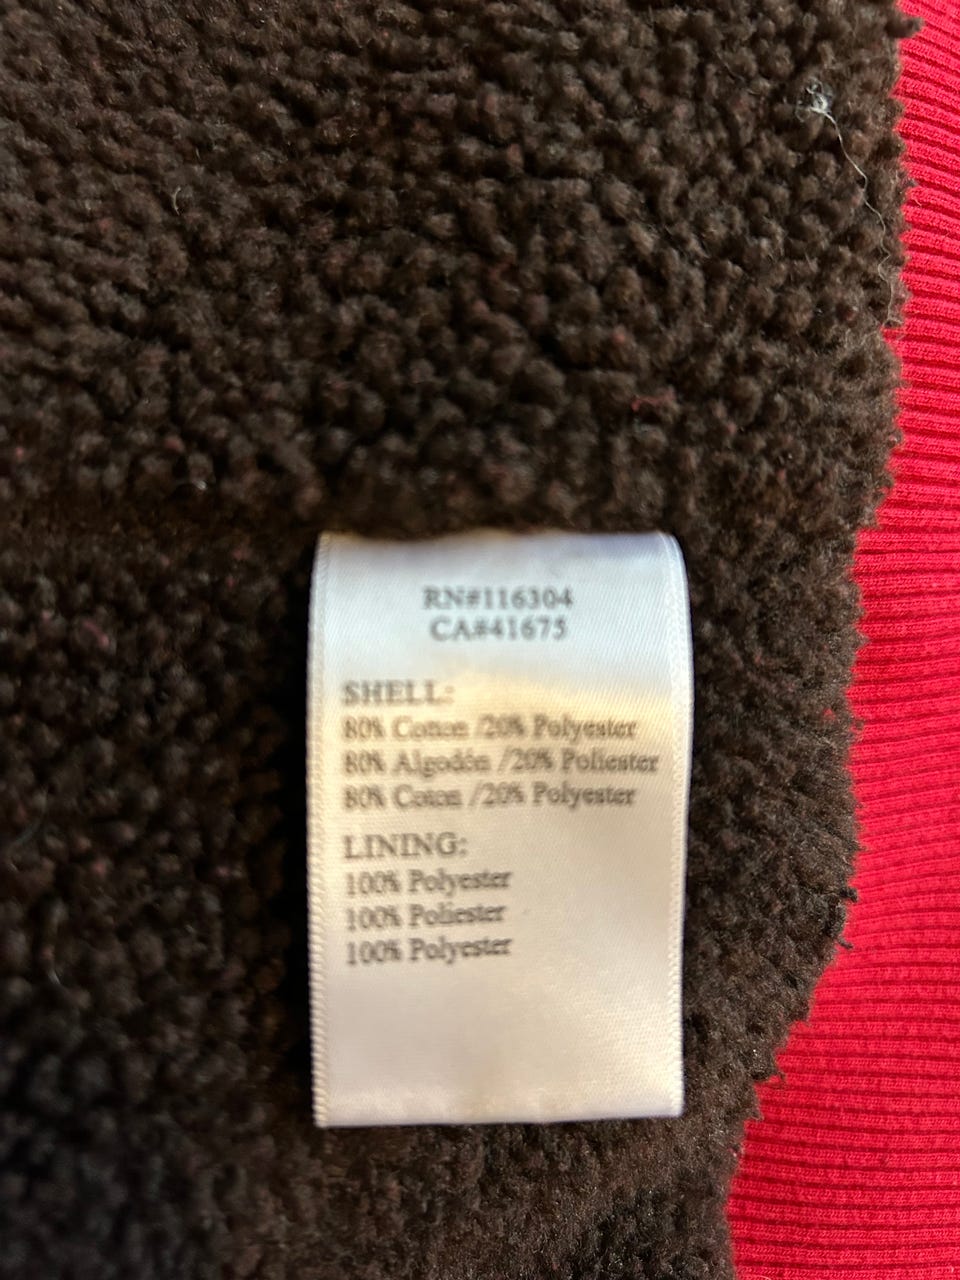 RN#116304
CA#41675
SHELL:
80% Cotton /20% Polyester
80% Algodón /20% Poliester
80% Coton /20% Polyester
LINING:
100% Polyester
100% Poliester
100% Polyester